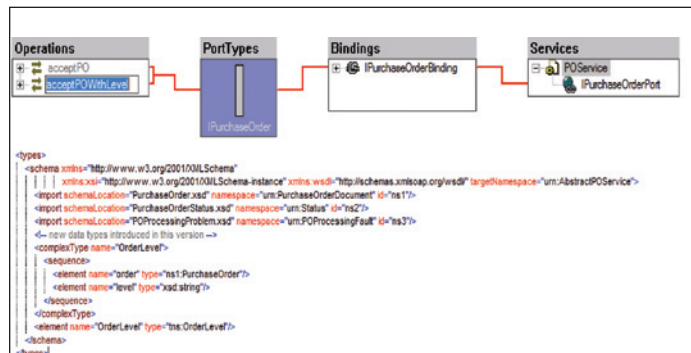 Operations
PortTypes
Bindings
Services
acceptPO
acceptPOWithLevel
IPurchaseOrder
IPurchaseOrderBinding
POService
IPurchaseOrderPort
<types>
<schema xmlns="http://www.w3.org/2001/XMLSchema"
xmlns:xsi="http://www.w3.org/2001/XMLSchema-instance" xmlns:wsdl="http://schemas.xmlsoap.org/wsdl/" targetNamespace="urn:AbstractPOService">
<import schemaLocation="PurchaseOrder.xsd" namespace="urn:PurchaseOrderDocument" id="ns1"/>
<import schemaLocation="PurchaseOrderStatus.xsd" namespace="urn:Status" id="ns2"/>
<import schemaLocation="POProcessingProblem.xsd" namespace="urn:POProcessingFault" id="ns3"/>
<!-- new data types introduced in this version -->
<complexType name="OrderLevel">
<sequence>
<element name="order" type="ns1:PurchaseOrder"/>
<element name="level" type="xsd:string"/>
</sequence>
</complexType>
<element name="OrderLevel" type="tns:OrderLevel"/>
</schema>
</types>